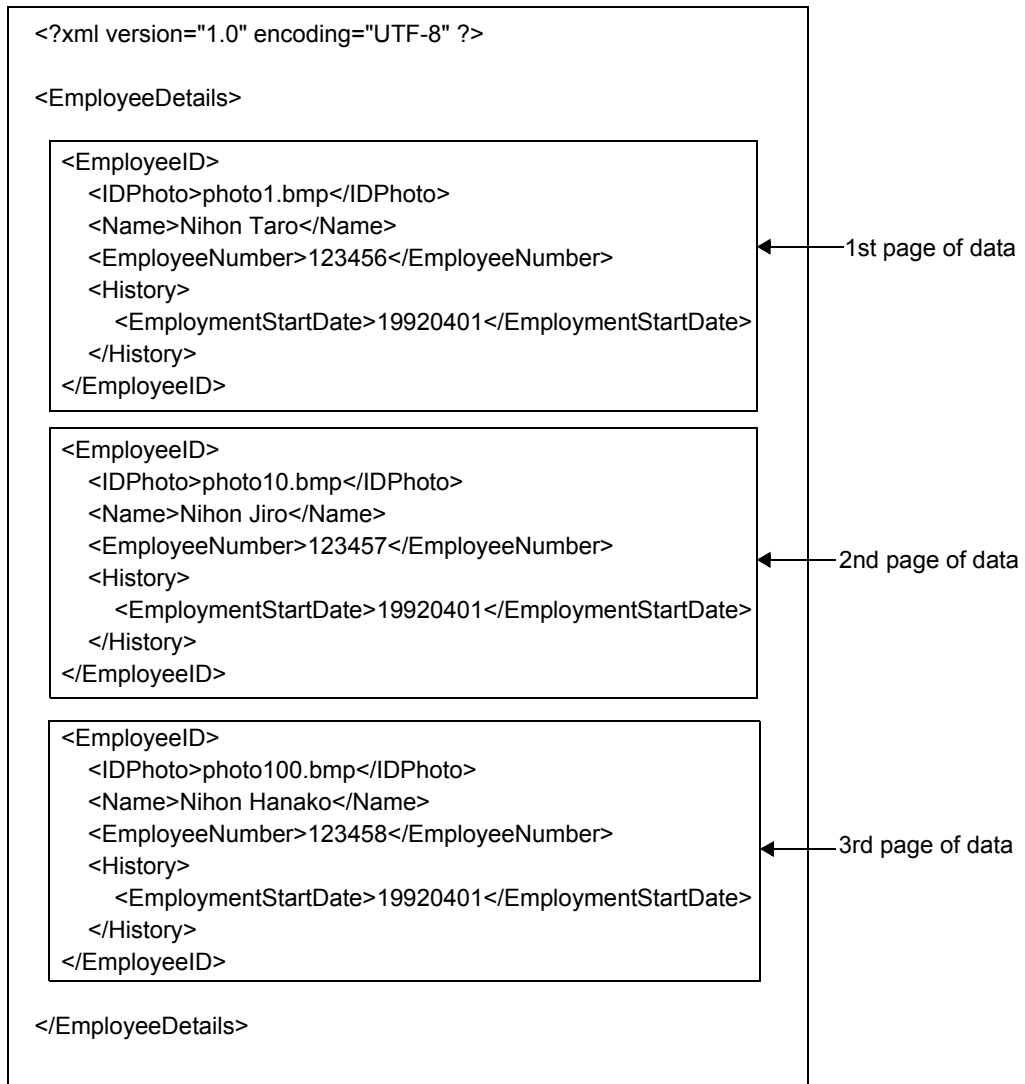 <?xml version="1.0" encoding="UTF-8" ?>
<EmployeeDetails>
<EmployeeID>
<IDPhoto>photo1.bmp</IDPhoto>
<Name>Nihon Taro</Name>
<EmployeeNumber>123456</EmployeeNumber>
<History>
<EmploymentStartDate>19920401</EmploymentStartDate>
</History>
</EmployeeID>
1st page of data
<EmployeeID>
<IDPhoto>photo10.bmp</IDPhoto>
<Name>Nihon Jiro</Name>
<EmployeeNumber>123457</EmployeeNumber>
<History>
<EmploymentStartDate>19920401</EmploymentStartDate>
</History>
</EmployeeID>
2nd page of data
<EmployeeID>
<IDPhoto>photo100.bmp</IDPhoto>
<Name>Nihon Hanako</Name>
<EmployeeNumber>123458</EmployeeNumber>
<History>
<EmploymentStartDate>19920401</EmploymentStartDate>
</History>
</EmployeeID>
3rd page of data
</EmployeeDetails>